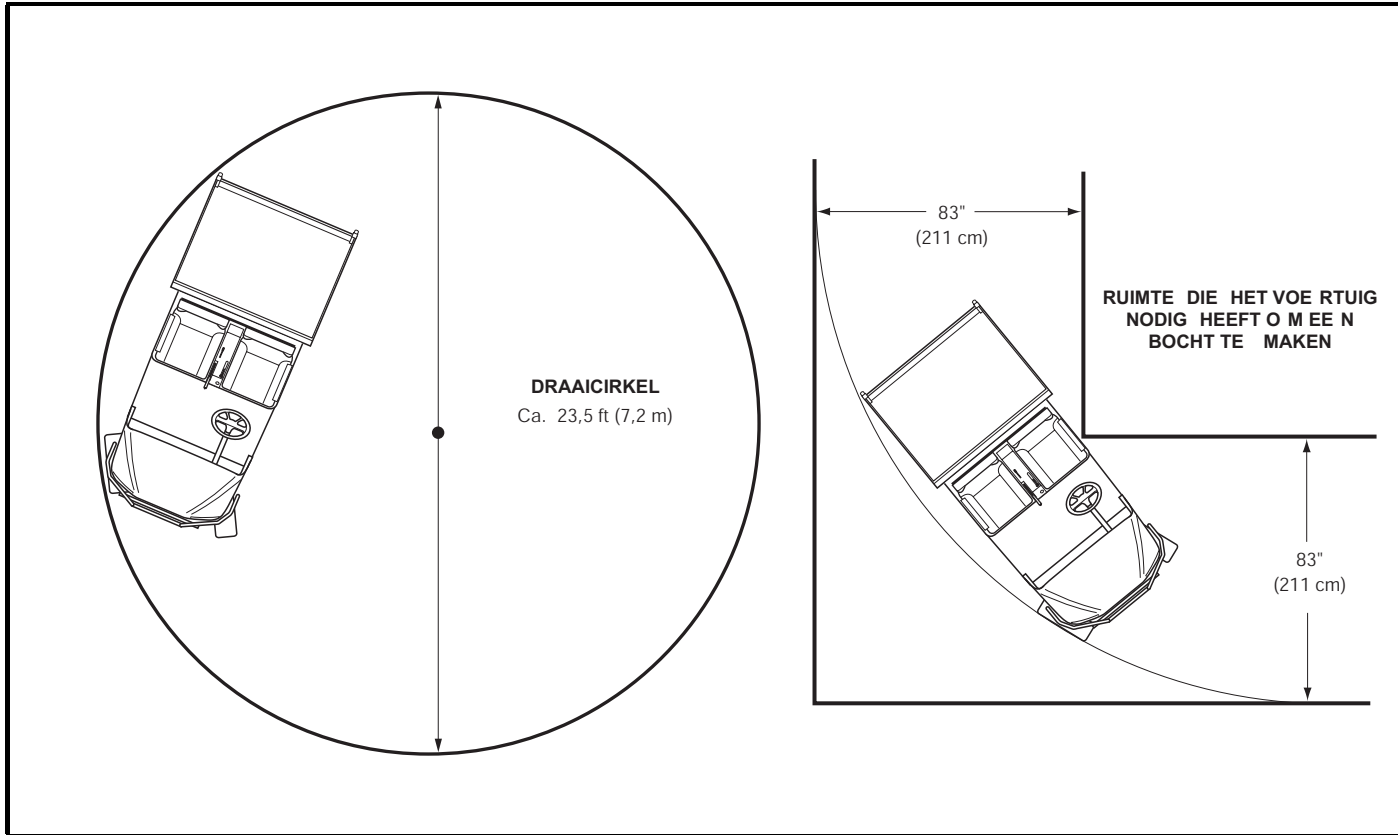 DRAAICIRKEL
Ca. 23,5 ft (7,2 m)
83"
(211 cm)
RUIMTE DIE HET VOE RTUIG
NODIG HEEFT O M EE N
BOCHT TE MAKEN
83"
(211 cm)